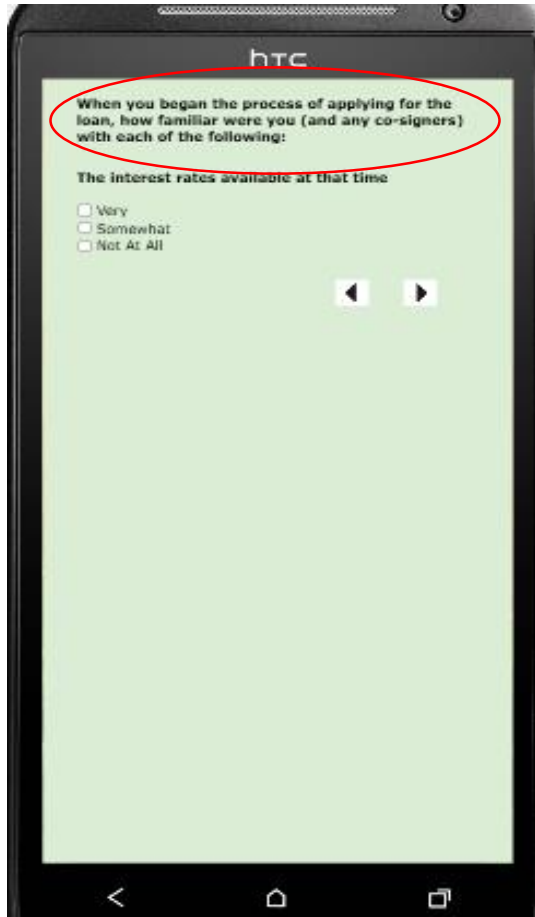 hTC
When you began the process of applying for the
loan, how familiar were you (and any co-signers)
with each of the following:
The interest rates available at that time
Very
Somewhat
Not At All